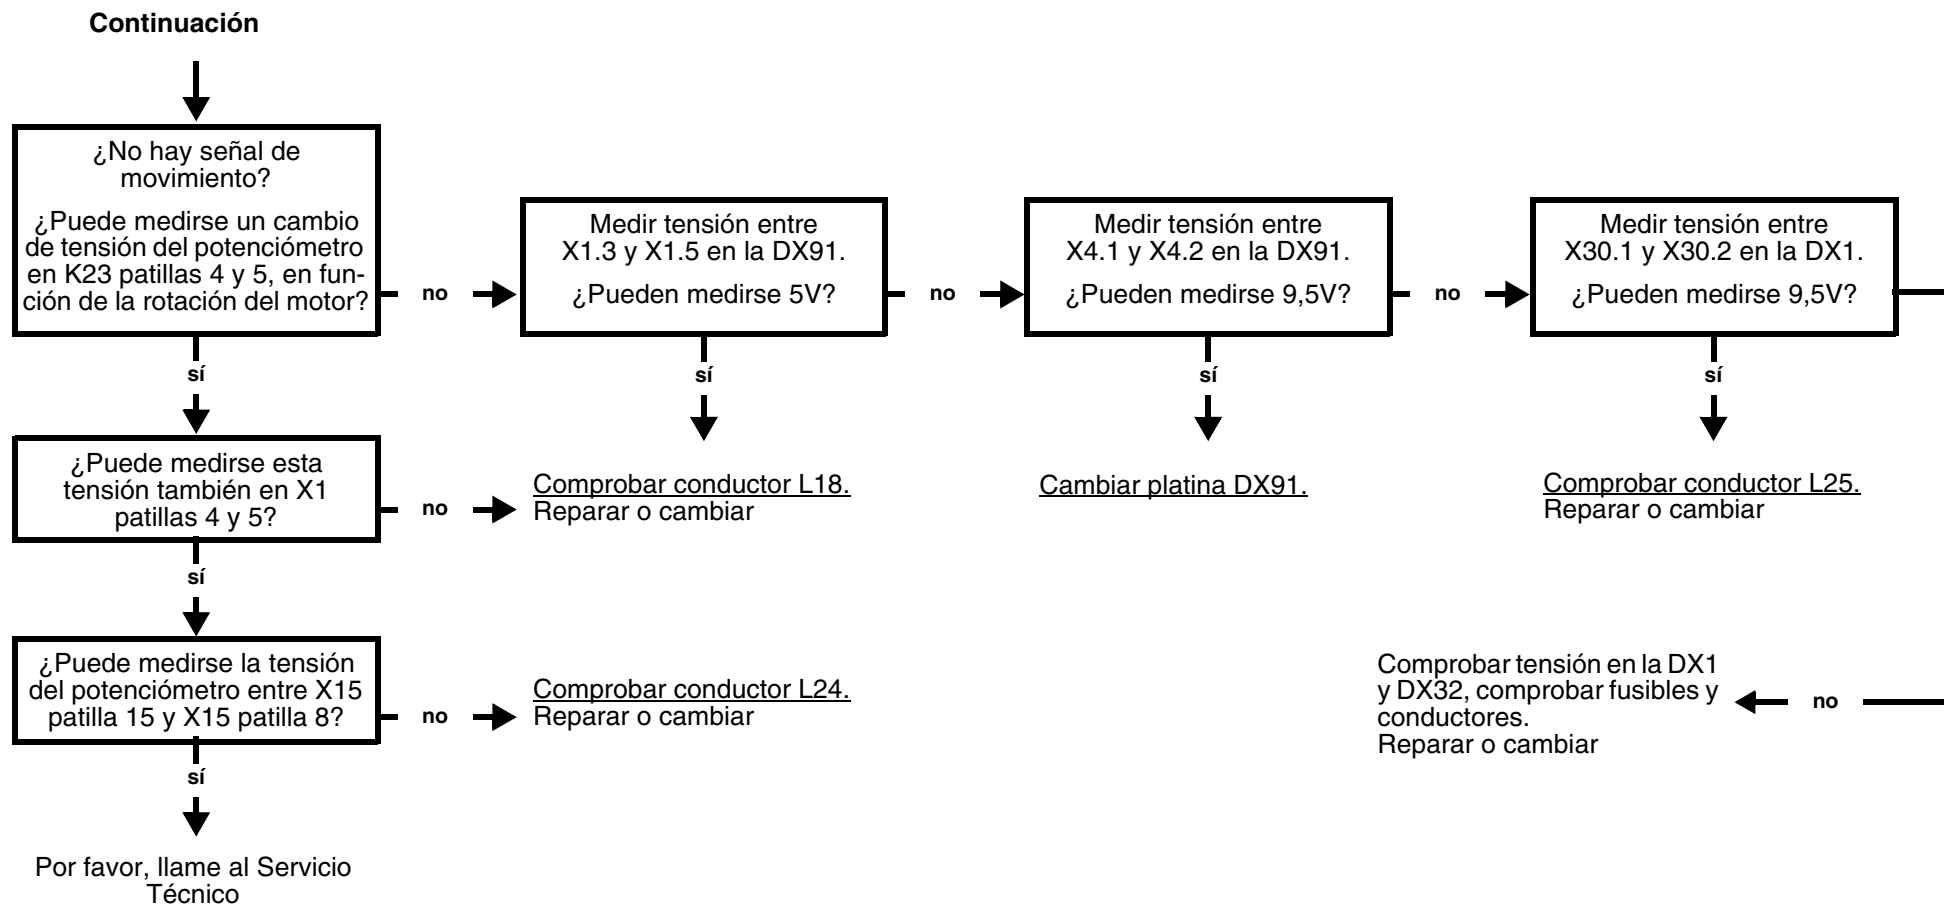 Continuación
¿No hay señal de
movimiento?
¿Puede medirse un cambio
de tensión del potenciómetro
en K23 patillas 4 y 5, en fun-
ción de la rotación del motor?
no
Medir tensión entre
X1.3 y X1.5 en la DX91.
¿Pueden medirse 5V?
no
Medir tensión entre
X4.1 y X4.2 en la DX91.
¿Pueden medirse 9,5V?
no
Medir tensión entre
X30.1 y X30.2 en la DX1.
¿Pueden medirse 9,5V?
sí
sí
sí
sí
¿Puede medirse esta
tensión también en X1
patillas 4 y 5?
no
Comprobar conductor L18.
Reparar o cambiar
Cambiar platina DX91.
Comprobar conductor L25.
Reparar o cambiar
sí
¿Puede medirse la tensión
del potenciómetro entre X15
patilla 15 y X15 patilla 8?
no
Comprobar conductor L24.
Reparar o cambiar
Comprobar tensión en la DX1
y DX32, comprobar fusibles y
conductores.
Reparar o cambiar
no
sí
Por favor, llame al Servicio
Técnico